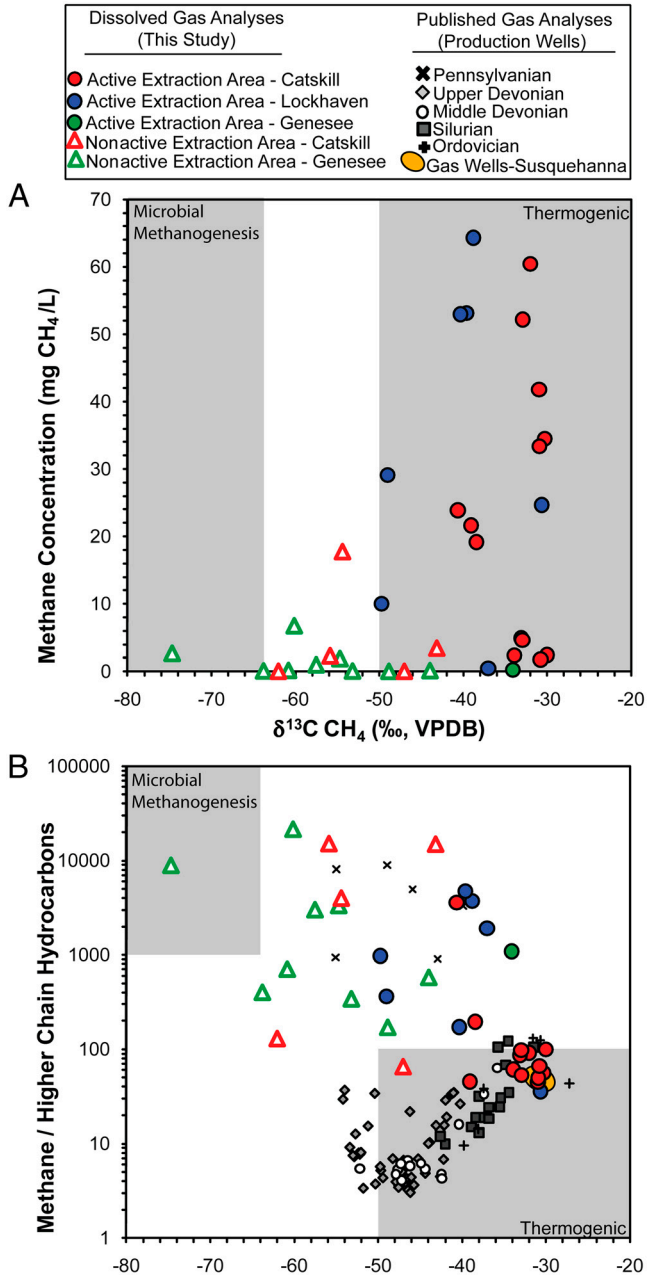 Dissolved Gas Analyses
(This Study)
Active Extraction Area - Catskill
Active Extraction Area - Lockhaven
Active Extraction Area - Genesee
Nonactive Extraction Area - Catskill
Nonactive Extraction Area - Genesee
Published Gas Analyses
(Production Wells)
Pennsylvanian
Upper Devonian
Middle Devonian
Silurian
Ordovician
Gas Wells-Susquehanna
A
Microbial
Methanogenesis
Thermogenic
Methane Concentration (mg CH₄/L)
70
60
50
40
30
20
10
0
-80 -70 -60 -50 -40 -30 -20
δ¹³C CH₄ (‰, VPDB)
B
Microbial
Methanogenesis
Thermogenic
Methane / Higher Chain Hydrocarbons
100000
10000
1000
100
10
1
-80 -70 -60 -50 -40 -30 -20